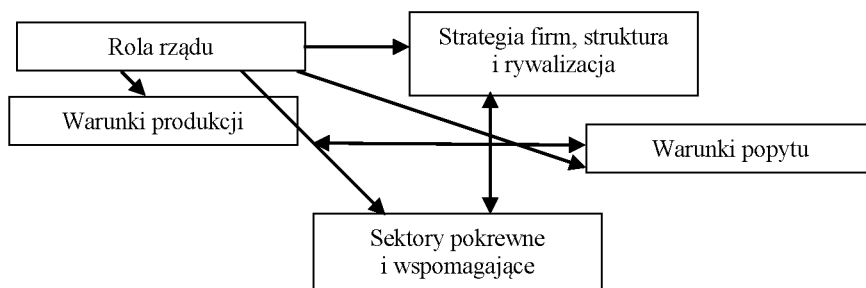 Rola rządu
Strategia firm, struktura
i rywalizacja
Warunki produkcji
Warunki popytu
Sektory pokrewne
i wspomagające